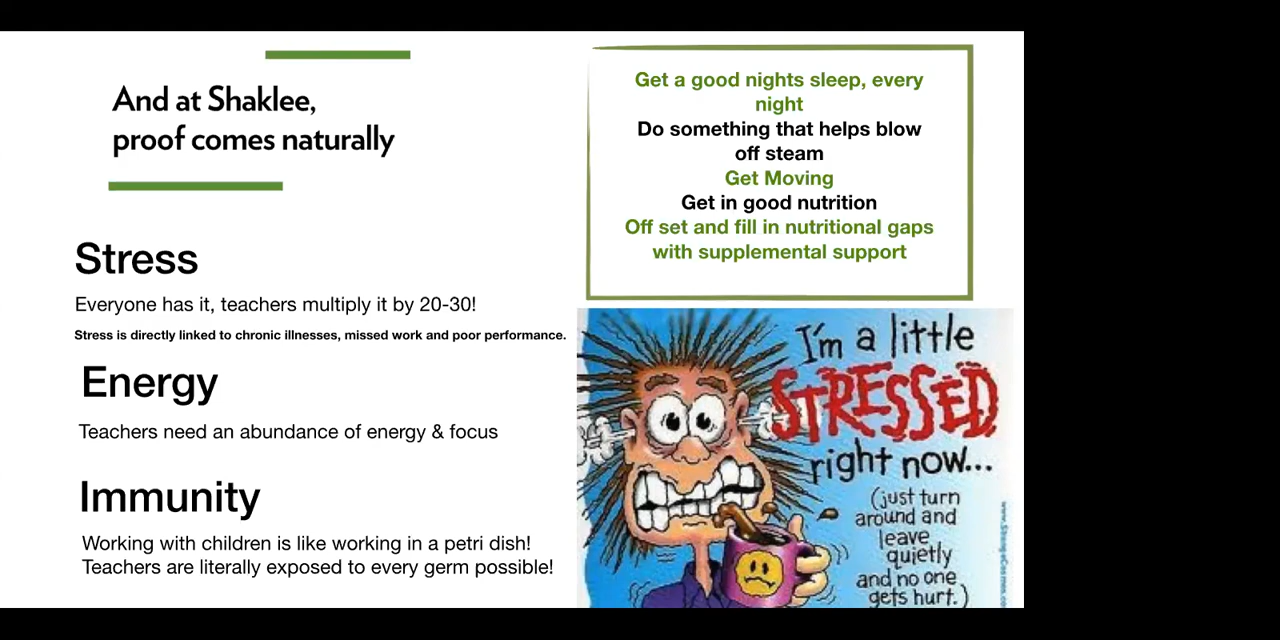 And at Shaklee,
proof comes naturally
Stress
Everyone has it, teachers multiply it by 20-30!
Stress is directly linked to chronic illnesses, missed work and poor performance.
Energy
Teachers need an abundance of energy & focus
Immunity
Working with children is like working in a petri dish!
Teachers are literally exposed to every germ possible!
Get a good nights sleep, every
night
Do something that helps blow
off steam
Get Moving
Get in good nutrition
Off set and fill in nutritional gaps
with supplemental support
I'm a little
STRESSED
right now...
(just turn
around and
leave
quietly
and no one
gets hurt.)